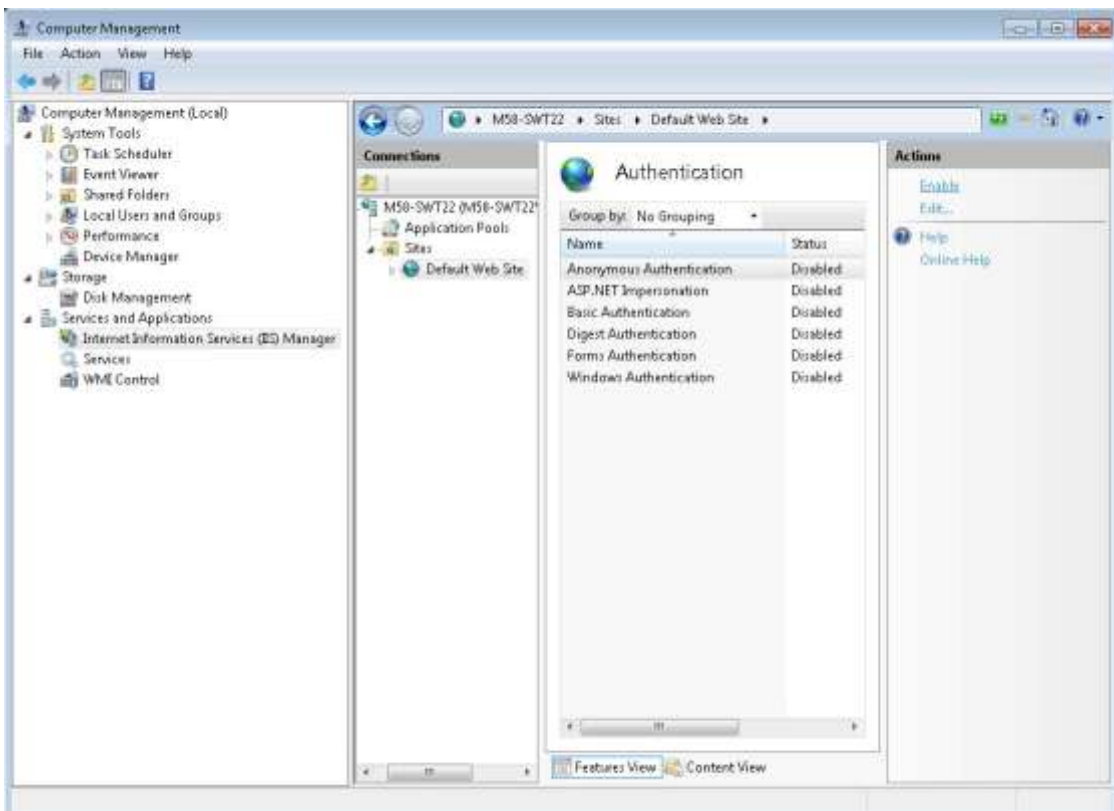 Computer Management
File Action View Help
Computer Management (Local)
System Tools
Task Scheduler
Event Viewer
Shared Folders
Local Users and Groups
Performance
Device Manager
Storage
Disk Management
Services and Applications
Internet Information Services (IIS) Manager
Services
WMI Control
M58-SWT22 Sites Default Web Site
Connections
M58-SWT22 (M58-SWT22\
Application Pools
Sites
Default Web Site
Authentication
Group by: No Grouping
Name Status
Anonymous Authentication Disabled
ASP.NET Impersonation Disabled
Basic Authentication Disabled
Digest Authentication Disabled
Forms Authentication Disabled
Windows Authentication Disabled
Features View Content View
Actions
Enable
Edit...
Help
Online Help